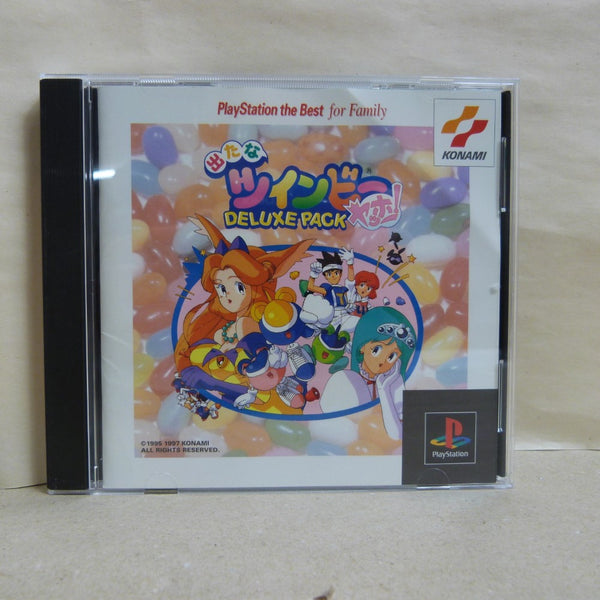 PlayStation the Best for Family
KONAMI
出たな
ツインビー
ヤッホー!
DELUXE PACK
©1995 1997 KONAMI
ALL RIGHTS RESERVED.
PlayStation